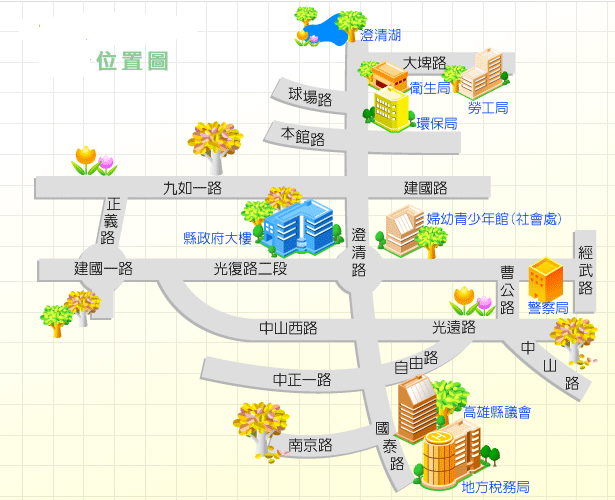 位置圖
澄清湖
大埤路
衛生局
勞工局
球場路
環保局
本館路
九如一路
建國路
正義路
縣政府大樓
澄清路
婦幼青少年館(社會處)
建國一路
光復路二段
曹公路
經武路
警察局
中山西路
光遠路
中山路
中正一路
自由路
高雄縣議會
南京路
國泰路
地方稅務局